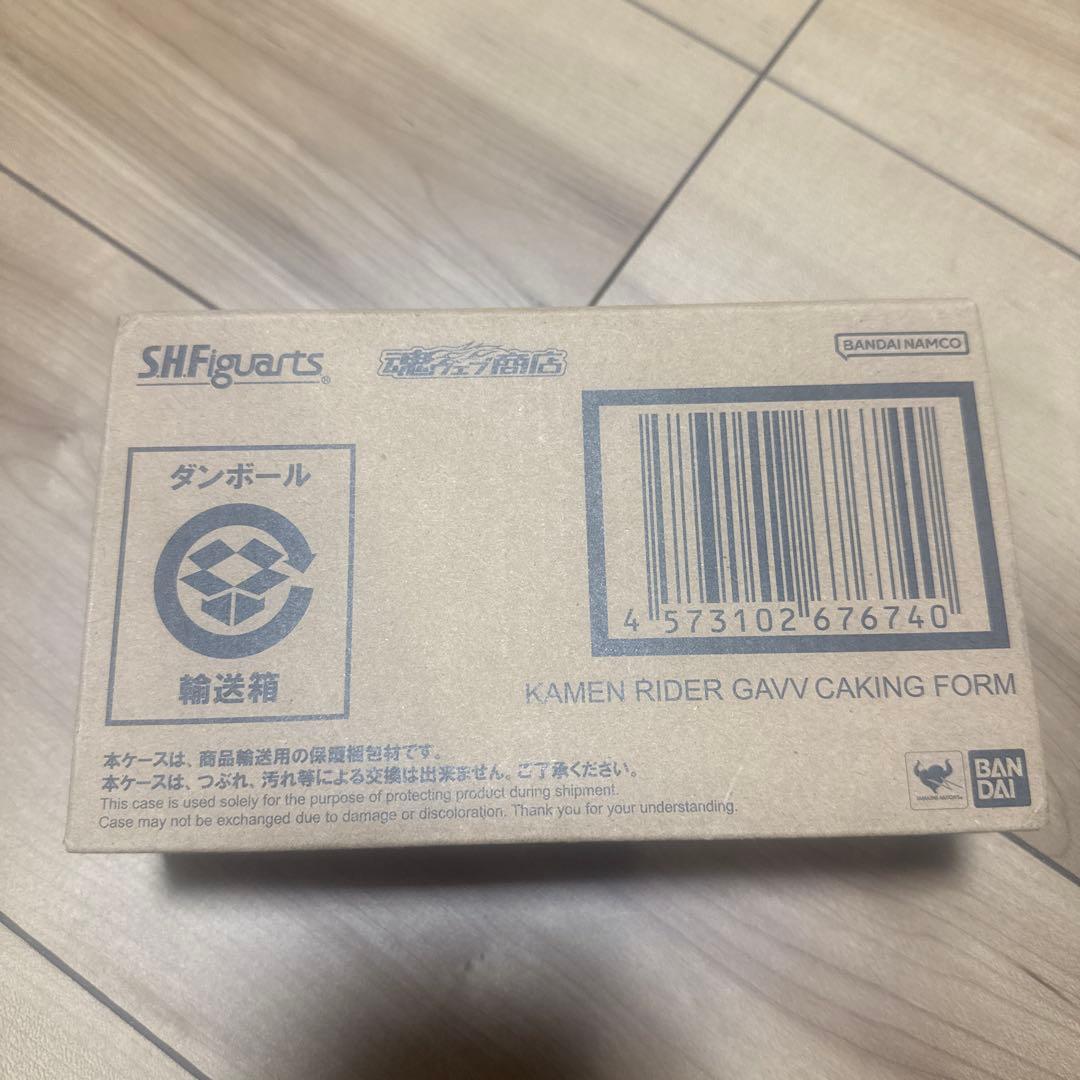 S.H.Figuarts®
魂ウェブ商店
BANDAI NAMCO
ダンボール
輸送箱
4 573102 676740
KAMEN RIDER GAVV CAKING FORM
本ケースは、商品輸送用の保護梱包材です。
本ケースは、つぶれ、汚れ等による交換は出来ません。ご了承ください。
This case is used solely for the purpose of protecting product during shipment.
Case may not be exchanged due to damage or discoloration. Thank you for your understanding.
TAMASHII NATIONS
BAN
DAI